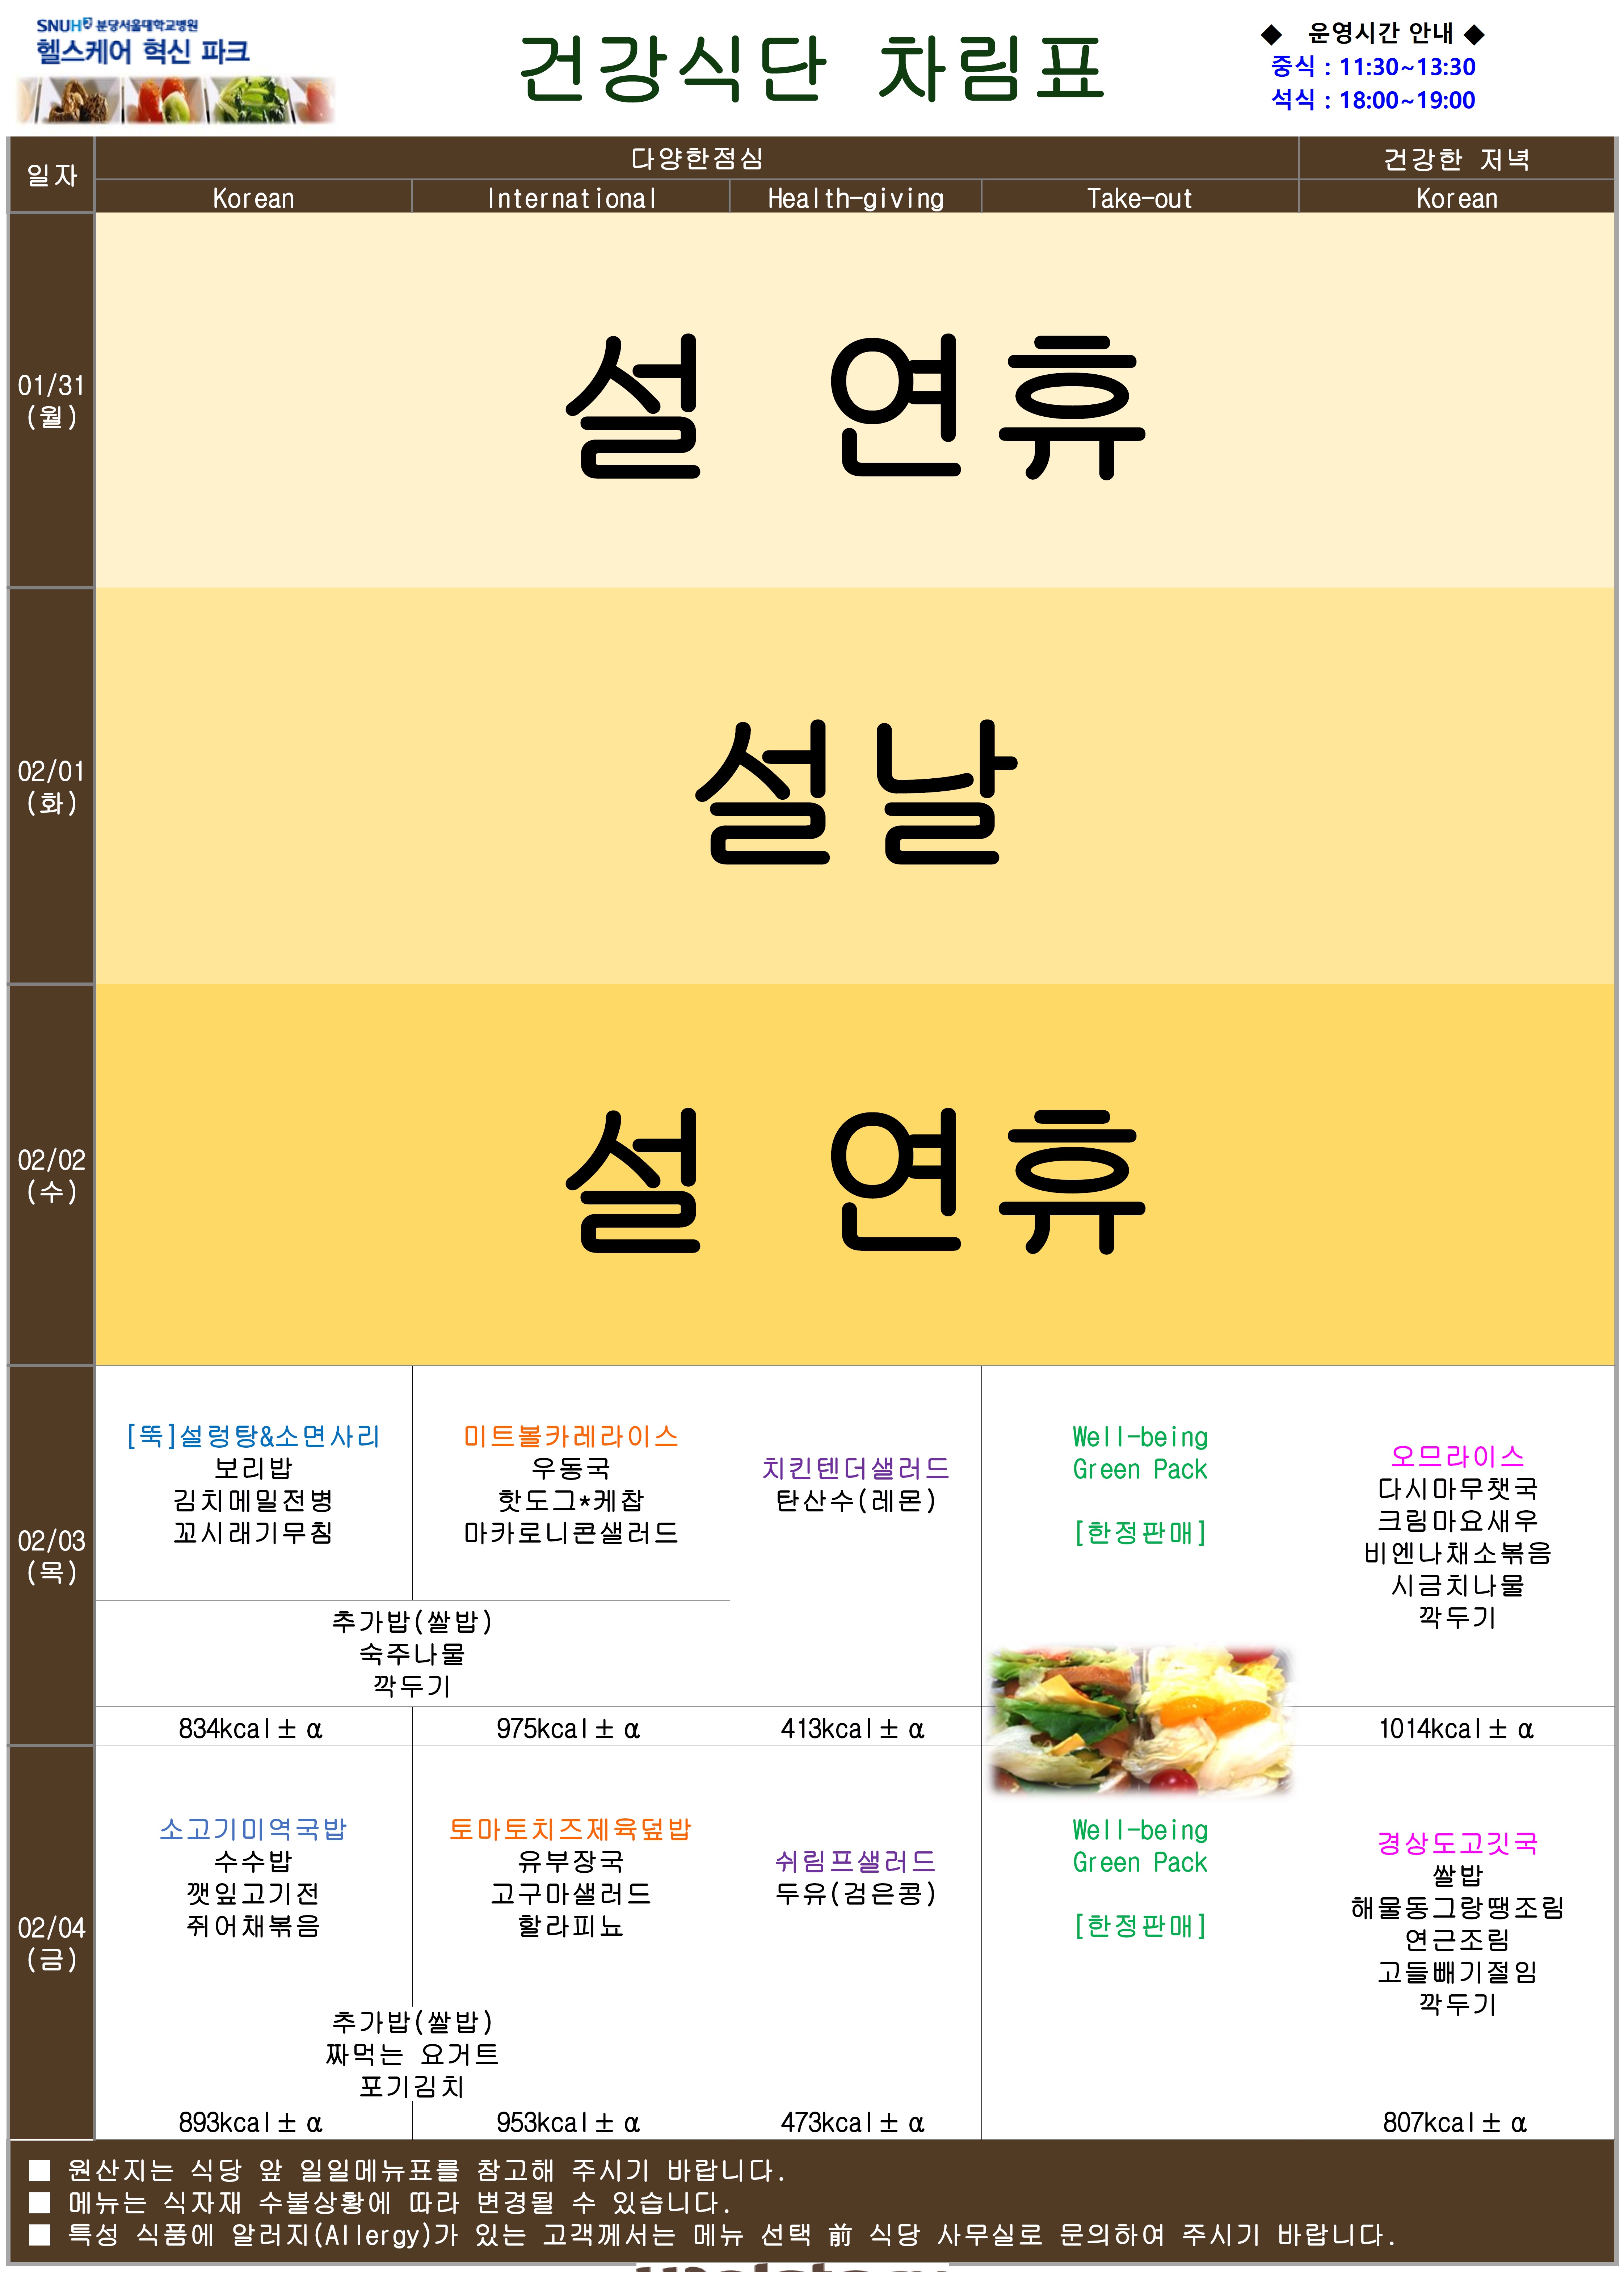 SNUH 분당서울대학교병원
헬스케어 혁신 파크
건강식단 차림표
◆ 운영시간 안내 ◆
중식 : 11:30~13:30
석식 : 18:00~19:00
일자
다양한점심
건강한 저녁
Korean
International
Health-giving
Take-out
Korean
01/31
(월)
설 연휴
02/01
(화)
설날
02/02
(수)
설 연휴
02/03
(목)
[뚝]설렁탕&소면사리
보리밥
김치메밀전병
꼬시래기무침
미트볼카레라이스
우동국
핫도그*케찹
마카로니콘샐러드
추가밥(쌀밥)
숙주나물
깍두기
치킨텐더샐러드
탄산수(레몬)
Well-being
Green Pack
[한정판매]
오므라이스
다시마무챗국
크림마요새우
비엔나채소볶음
시금치나물
깍두기
834kcal± α
975kcal± α
413kcal± α
1014kcal± α
02/04
(금)
소고기미역국밥
수수밥
깻잎고기전
쥐어채볶음
토마토치즈제육덮밥
유부장국
고구마샐러드
할라피뇨
추가밥(쌀밥)
짜먹는 요거트
포기김치
쉬림프샐러드
두유(검은콩)
Well-being
Green Pack
[한정판매]
경상도고깃국
쌀밥
해물동그랑땡조림
연근조림
고들빼기절임
깍두기
893kcal± α
953kcal± α
473kcal± α
807kcal± α
■ 원산지는 식당 앞 일일메뉴표를 참고해 주시기 바랍니다.
■ 메뉴는 식자재 수불상황에 따라 변경될 수 있습니다.
■ 특성 식품에 알러지(Allergy)가 있는 고객께서는 메뉴 선택 前 식당 사무실로 문의하여 주시기 바랍니다.